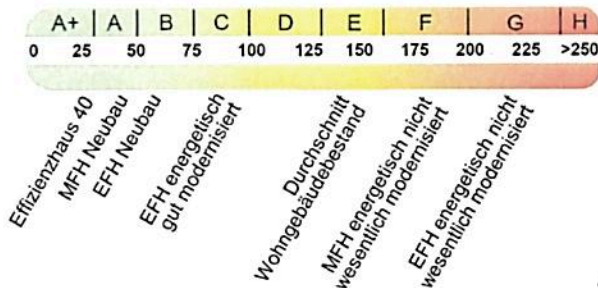 A+ A B C D E F G H
0 25 50 75 100 125 150 175 200 225 >250
Effizienzhaus 40
MFH Neubau
EFH Neubau
EFH energetisch
gut modernisiert
Durchschnitt
Wohngebäudebestand
MFH energetisch nicht
wesentlich modernisiert
EFH energetisch nicht
wesentlich modernisiert